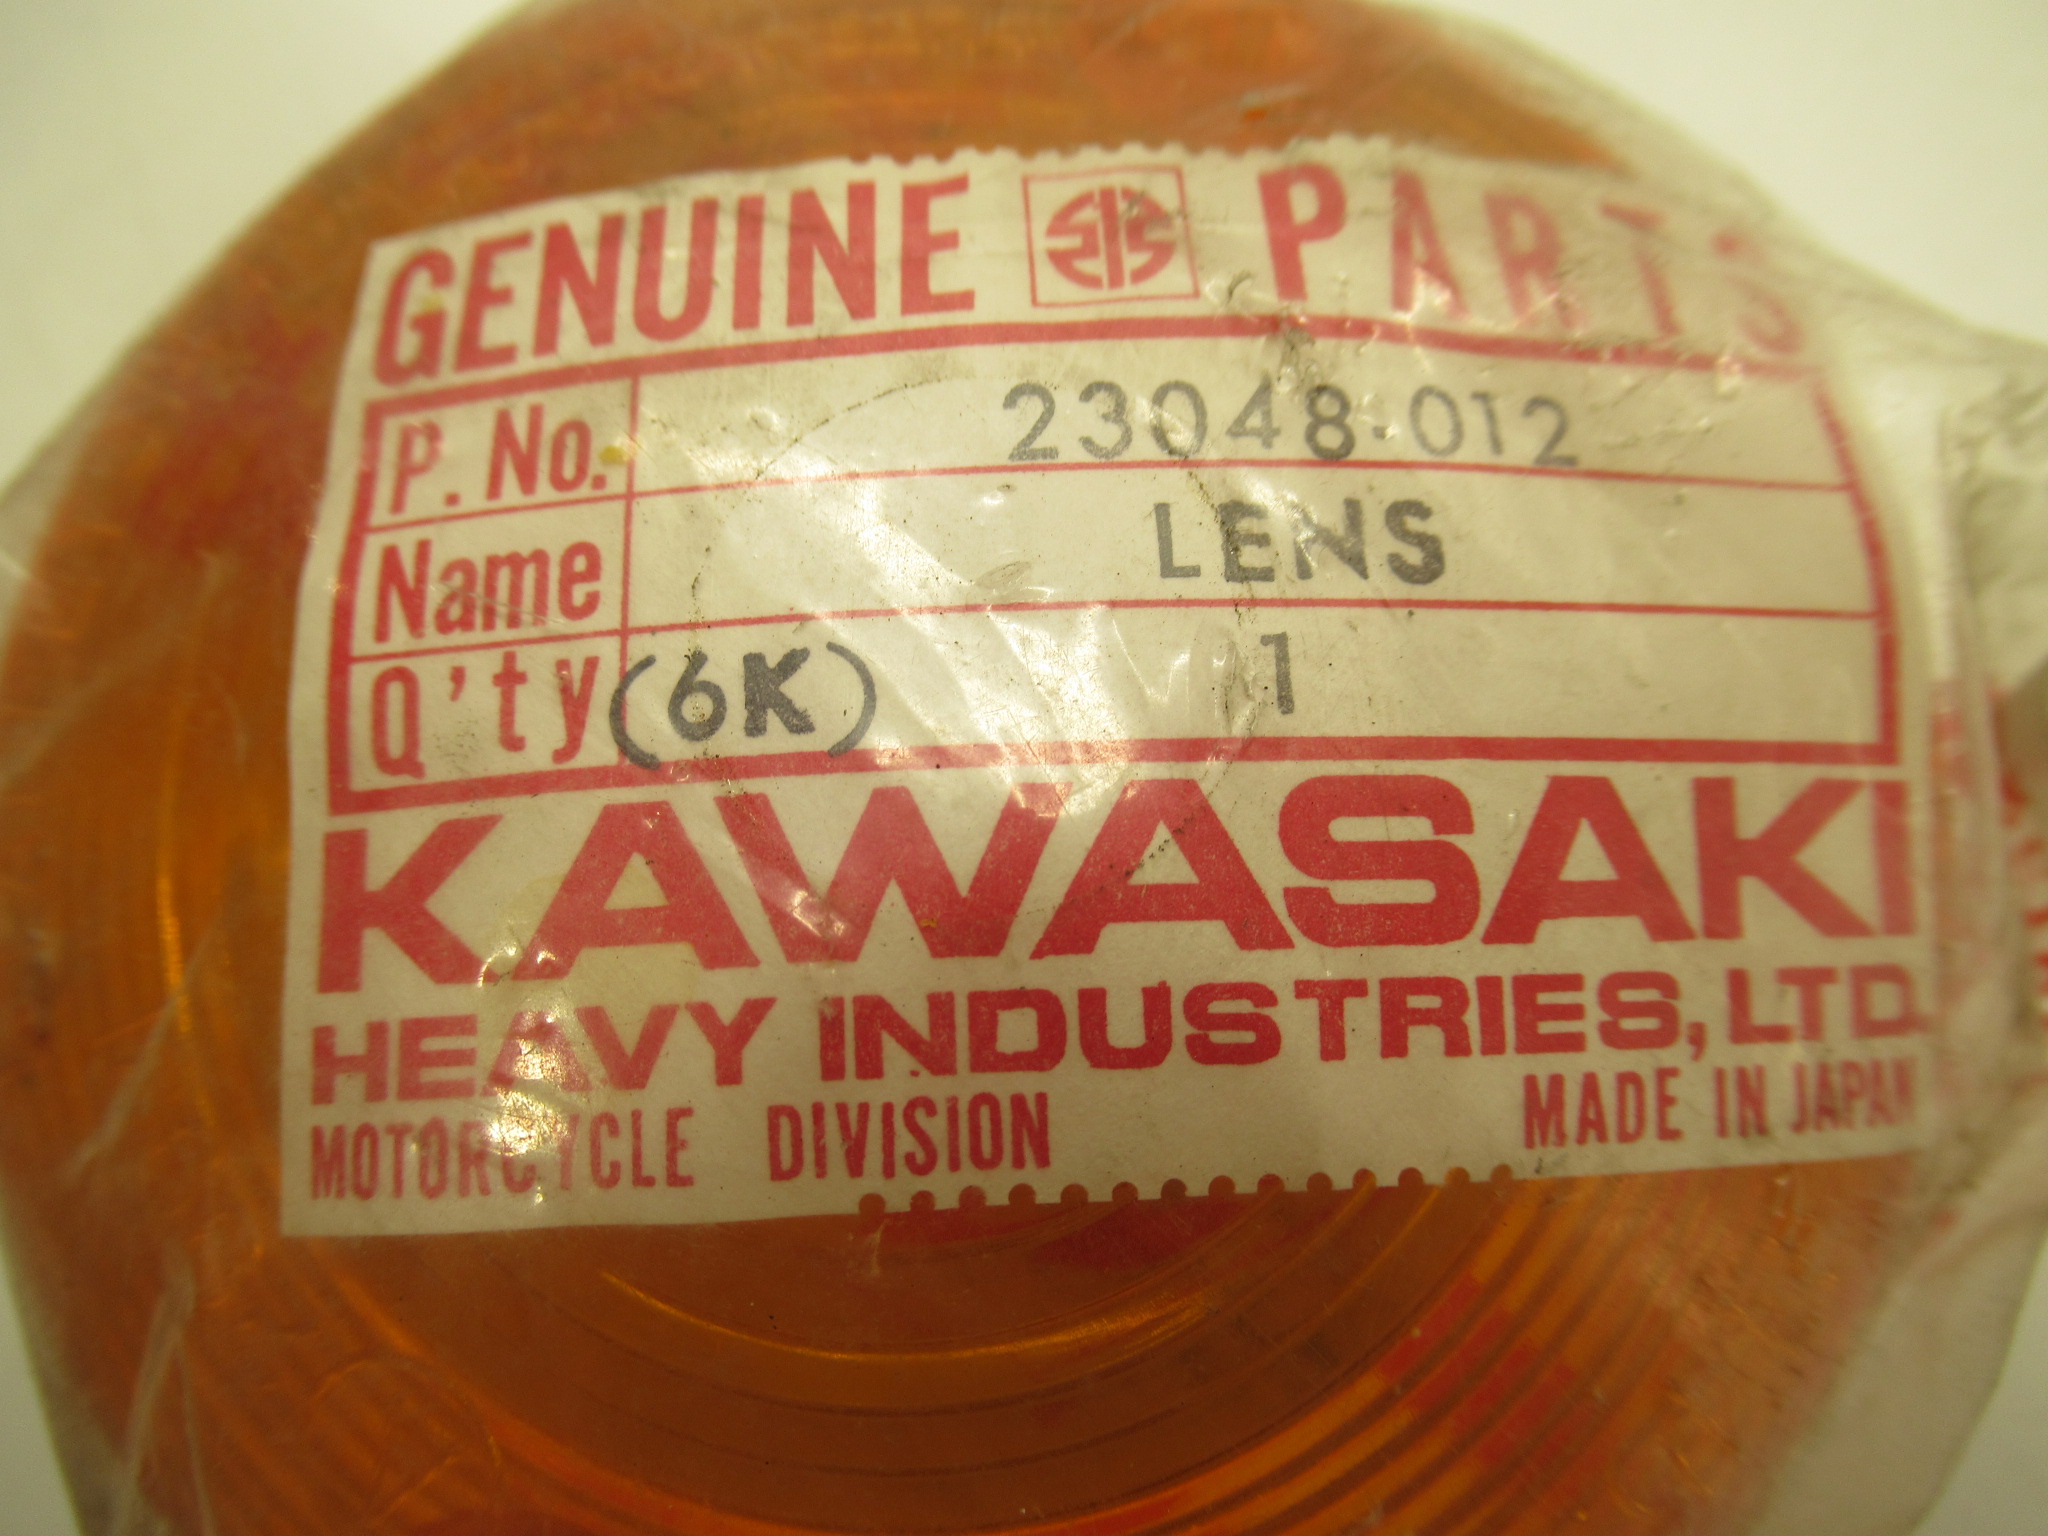 GENUINE PARTS
P. No. 23048-012
Name LENS
Q'ty (6K) 1
KAWASAKI
HEAVY INDUSTRIES, LTD.
MOTORCYCLE DIVISION MADE IN JAPAN